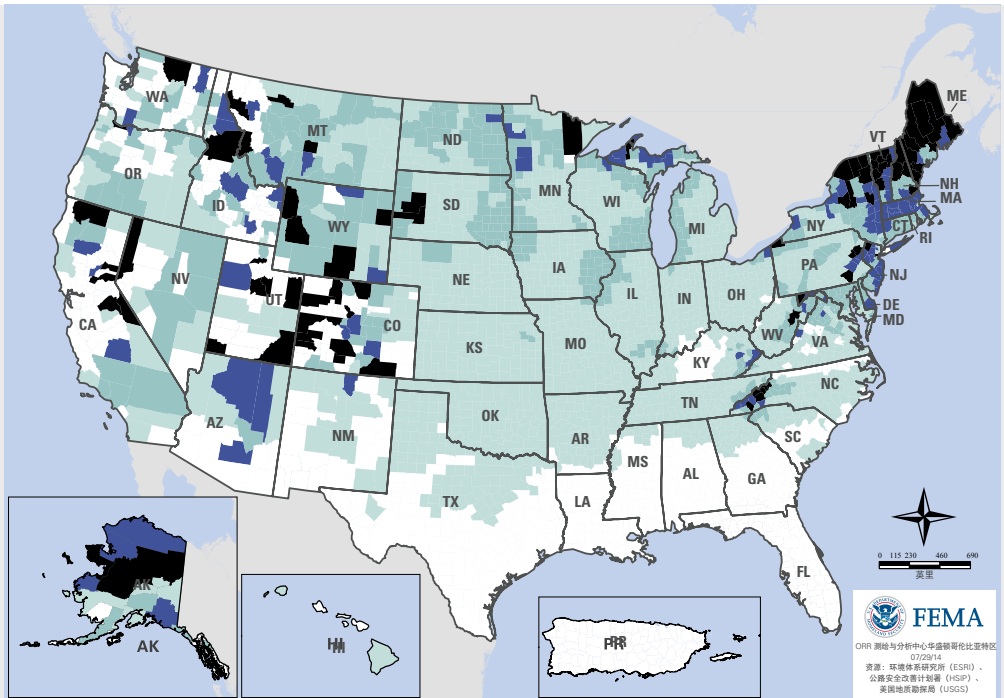 WA
MT
ND
MN
ME
VT
OR
ID
WY
SD
WI
MI
NY
NH
MA
CT
RI
NV
UT
CO
NE
IA
IL
IN
OH
PA
NJ
DE
MD
WV
VA
CA
KS
MO
KY
NC
TN
AZ
NM
OK
AR
SC
MS
AL
GA
TX
LA
FL
AK
AK
HI
PR
0 115 230 460 690
英里
U.S. DEPARTMENT OF HOMELAND SECURITY
FEMA
ORR 测绘与分析中心华盛顿哥伦比亚特区
07/29/14
资源：环境体系研究所（ESRI）、
公路安全改善计划署（HSIP）、
美国地质勘探局（USGS）